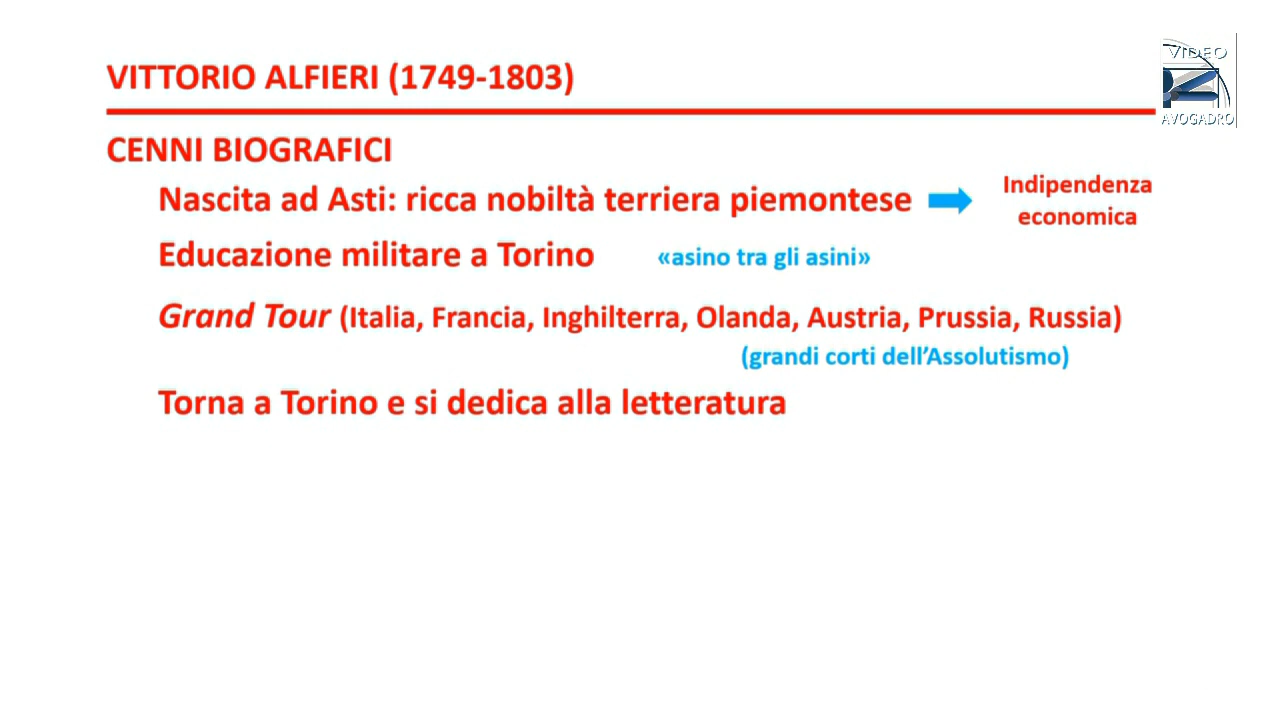 VIDEO
AVOGADRO
VITTORIO ALFIERI (1749-1803)
CENNI BIOGRAFICI
Nascita ad Asti: ricca nobiltà terriera piemontese
Indipendenza
economica
Educazione militare a Torino «asino tra gli asini»
Grand Tour (Italia, Francia, Inghilterra, Olanda, Austria, Prussia, Russia)
(grandi corti dell'Assolutismo)
Torna a Torino e si dedica alla letteratura